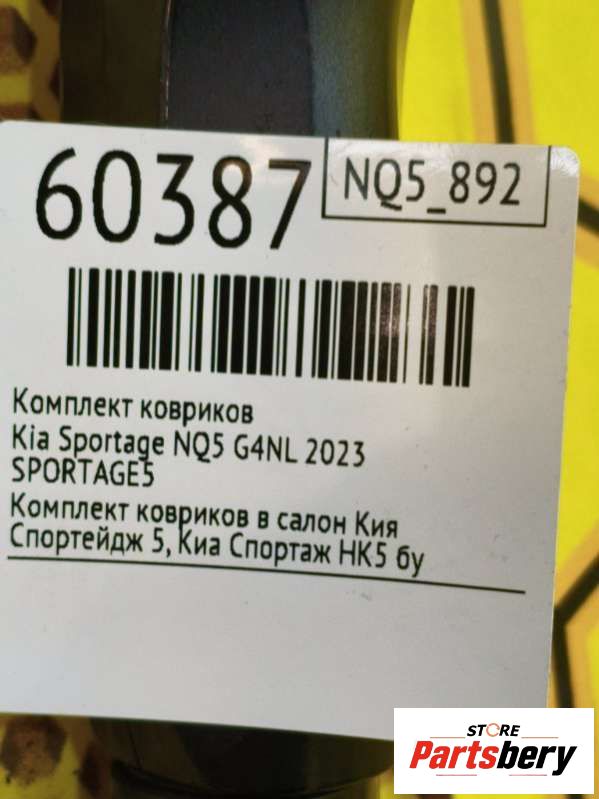 60387
NQ5_892
Комплект ковриков
Kia Sportage NQ5 G4NL 2023
SPORTAGE5
Комплект ковриков в салон Кия
Спортейдж 5, Киа Спортаж НК5 бу
STORE
Partsbery